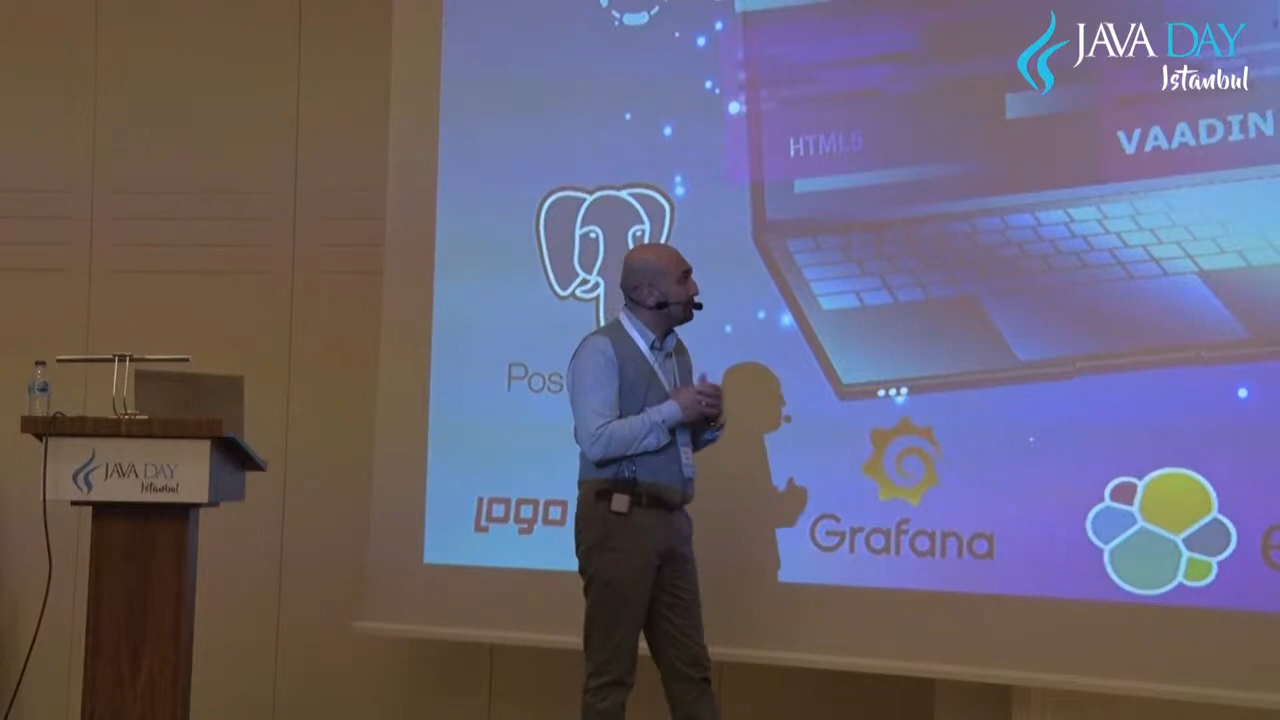 JAVA DAY
Istanbul
HTML5
VAADIN
Pos
Logo
Grafana
JAVA DAY
Istanbul